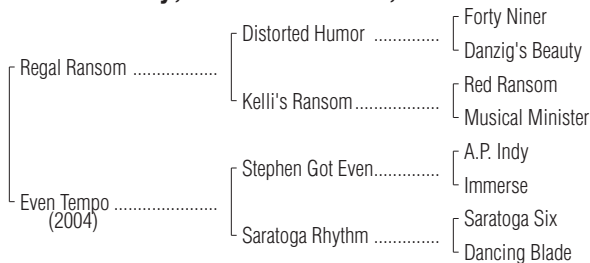 Forty Niner
Distorted Humor ..............
Danzig's Beauty
Regal Ransom ..................
Red Ransom
Kelli's Ransom..................
Musical Minister
A.P. Indy
Stephen Got Even..............
Immerse
Even Tempo ......................
(2004)
Saratoga Six
Saratoga Rhythm ..............
Dancing Blade